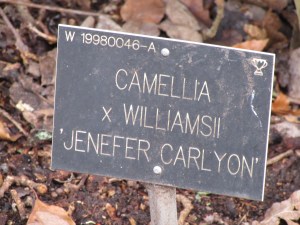 W 19980046-A
CAMELLIA
x WILLIAMSII
'JENEFER CARLYON'